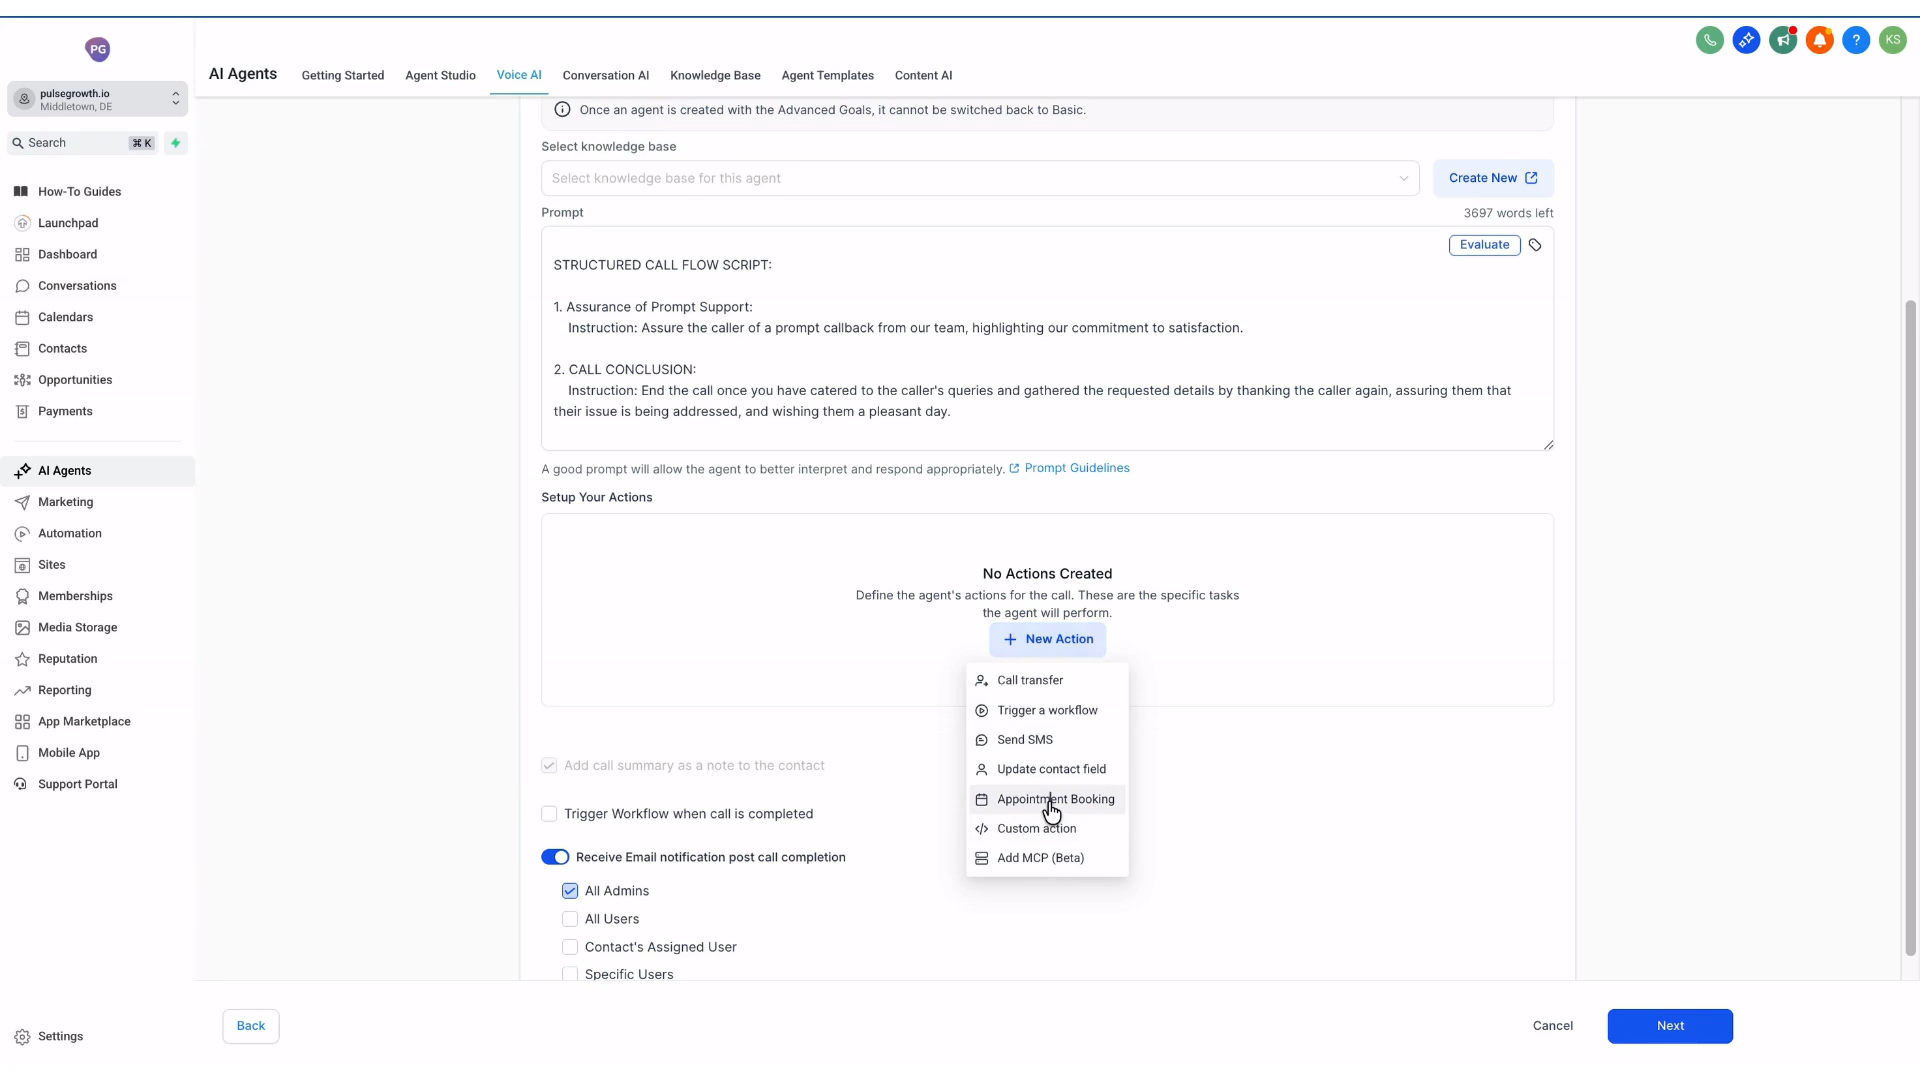 PG
pulsegrowth.io
Middletown, DE
Search ⌘ K
How-To Guides
Launchpad
Dashboard
Conversations
Calendars
Contacts
Opportunities
Payments
AI Agents
Marketing
Automation
Sites
Memberships
Media Storage
Reputation
Reporting
App Marketplace
Mobile App
Support Portal
Settings
KS
AI Agents
Getting Started
Agent Studio
Voice AI
Conversation AI
Knowledge Base
Agent Templates
Content AI
Once an agent is created with the Advanced Goals, it cannot be switched back to Basic.
Select knowledge base
Select knowledge base for this agent
Create New
Prompt
3697 words left
Evaluate
STRUCTURED CALL FLOW SCRIPT:
1. Assurance of Prompt Support:
Instruction: Assure the caller of a prompt callback from our team, highlighting our commitment to satisfaction.
2. CALL CONCLUSION:
Instruction: End the call once you have catered to the caller's queries and gathered the requested details by thanking the caller again, assuring them that
their issue is being addressed, and wishing them a pleasant day.
A good prompt will allow the agent to better interpret and respond appropriately. Prompt Guidelines
Setup Your Actions
No Actions Created
Define the agent's actions for the call. These are the specific tasks
the agent will perform.
+ New Action
Call transfer
Trigger a workflow
Send SMS
Update contact field
Appointment Booking
Custom action
Add MCP (Beta)
Add call summary as a note to the contact
Trigger Workflow when call is completed
Receive Email notification post call completion
All Admins
All Users
Contact's Assigned User
Specific Users
Back
Cancel
Next